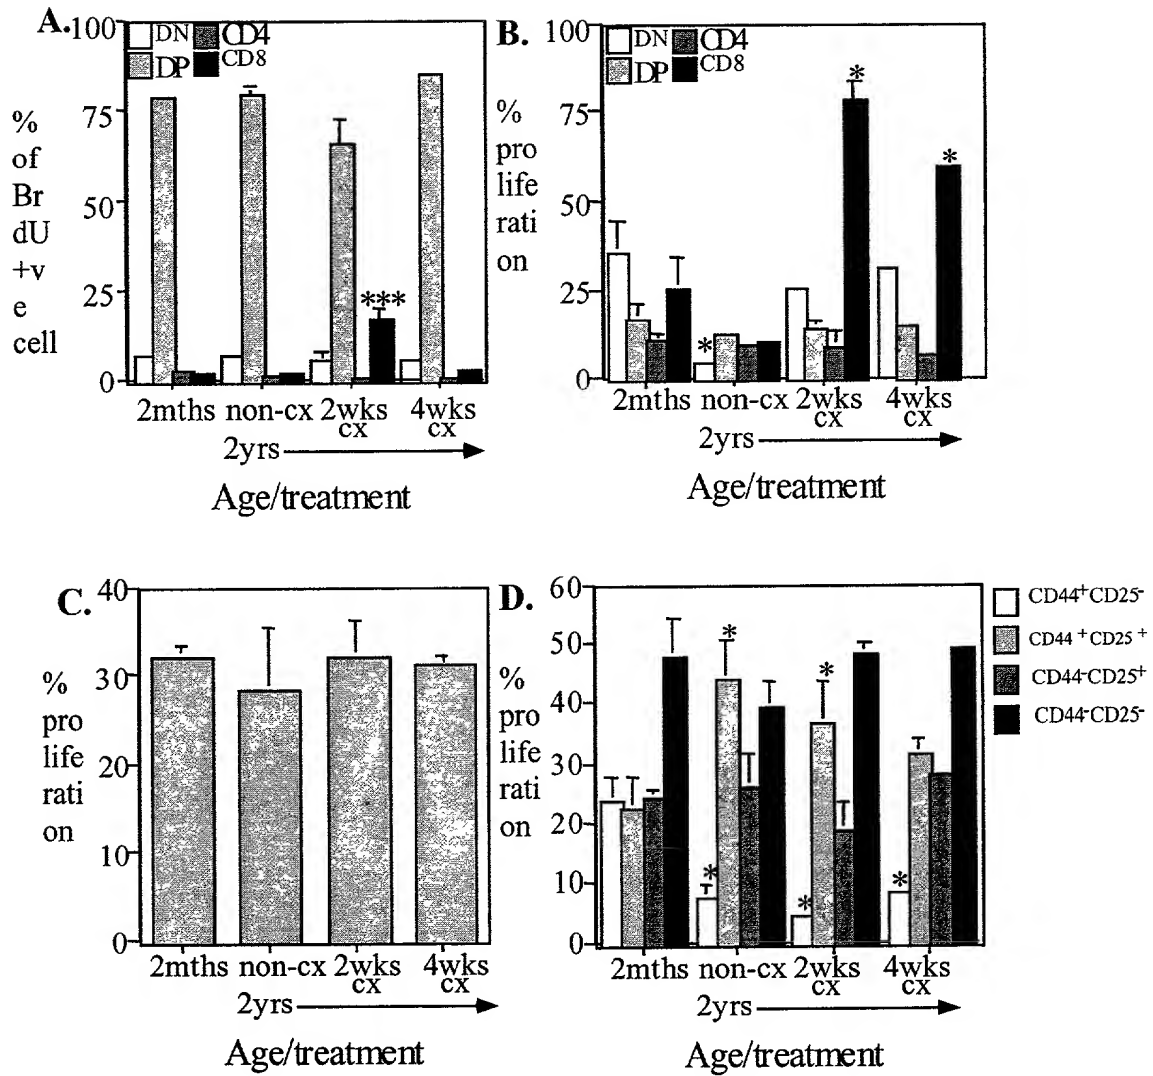 A.
100
75
50
25
0
DN
CD4
DP
CD8
%
of
Br
dU
+v
e
cell
***
2mths non-cx 2wks cx 4wks cx
2yrs
Age/treatment
B.
100
75
50
25
0
DN
CD4
DP
CD8
%
pro
life
rati
on
*
*
*
2mths non-cx 2wks cx 4wks cx
2yrs
Age/treatment
C.
40
30
20
10
0
%
pro
life
rati
on
2mths non-cx 2wks cx 4wks cx
2yrs
Age/treatment
D.
60
50
40
30
20
10
0
%
pro
life
rati
on
*
*
*
*
*
2mths non-cx 2wks cx 4wks cx
2yrs
Age/treatment
CD44⁺CD25⁻
CD44⁺CD25⁺
CD44⁻CD25⁺
CD44⁻CD25⁻